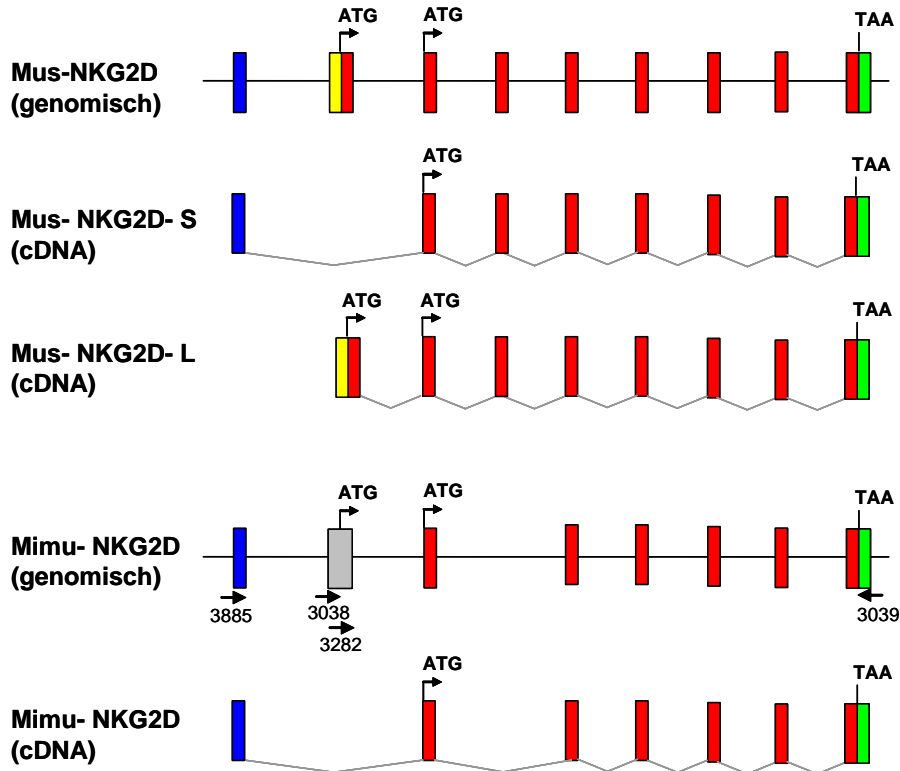 ATG ATG TAA
Mus-NKG2D
(genomisch)
ATG TAA
Mus- NKG2D- S
(cDNA)
ATG ATG TAA
Mus- NKG2D- L
(cDNA)
ATG ATG TAA
Mimu- NKG2D
(genomisch)
3885 3038 3039
3282
ATG TAA
Mimu- NKG2D
(cDNA)